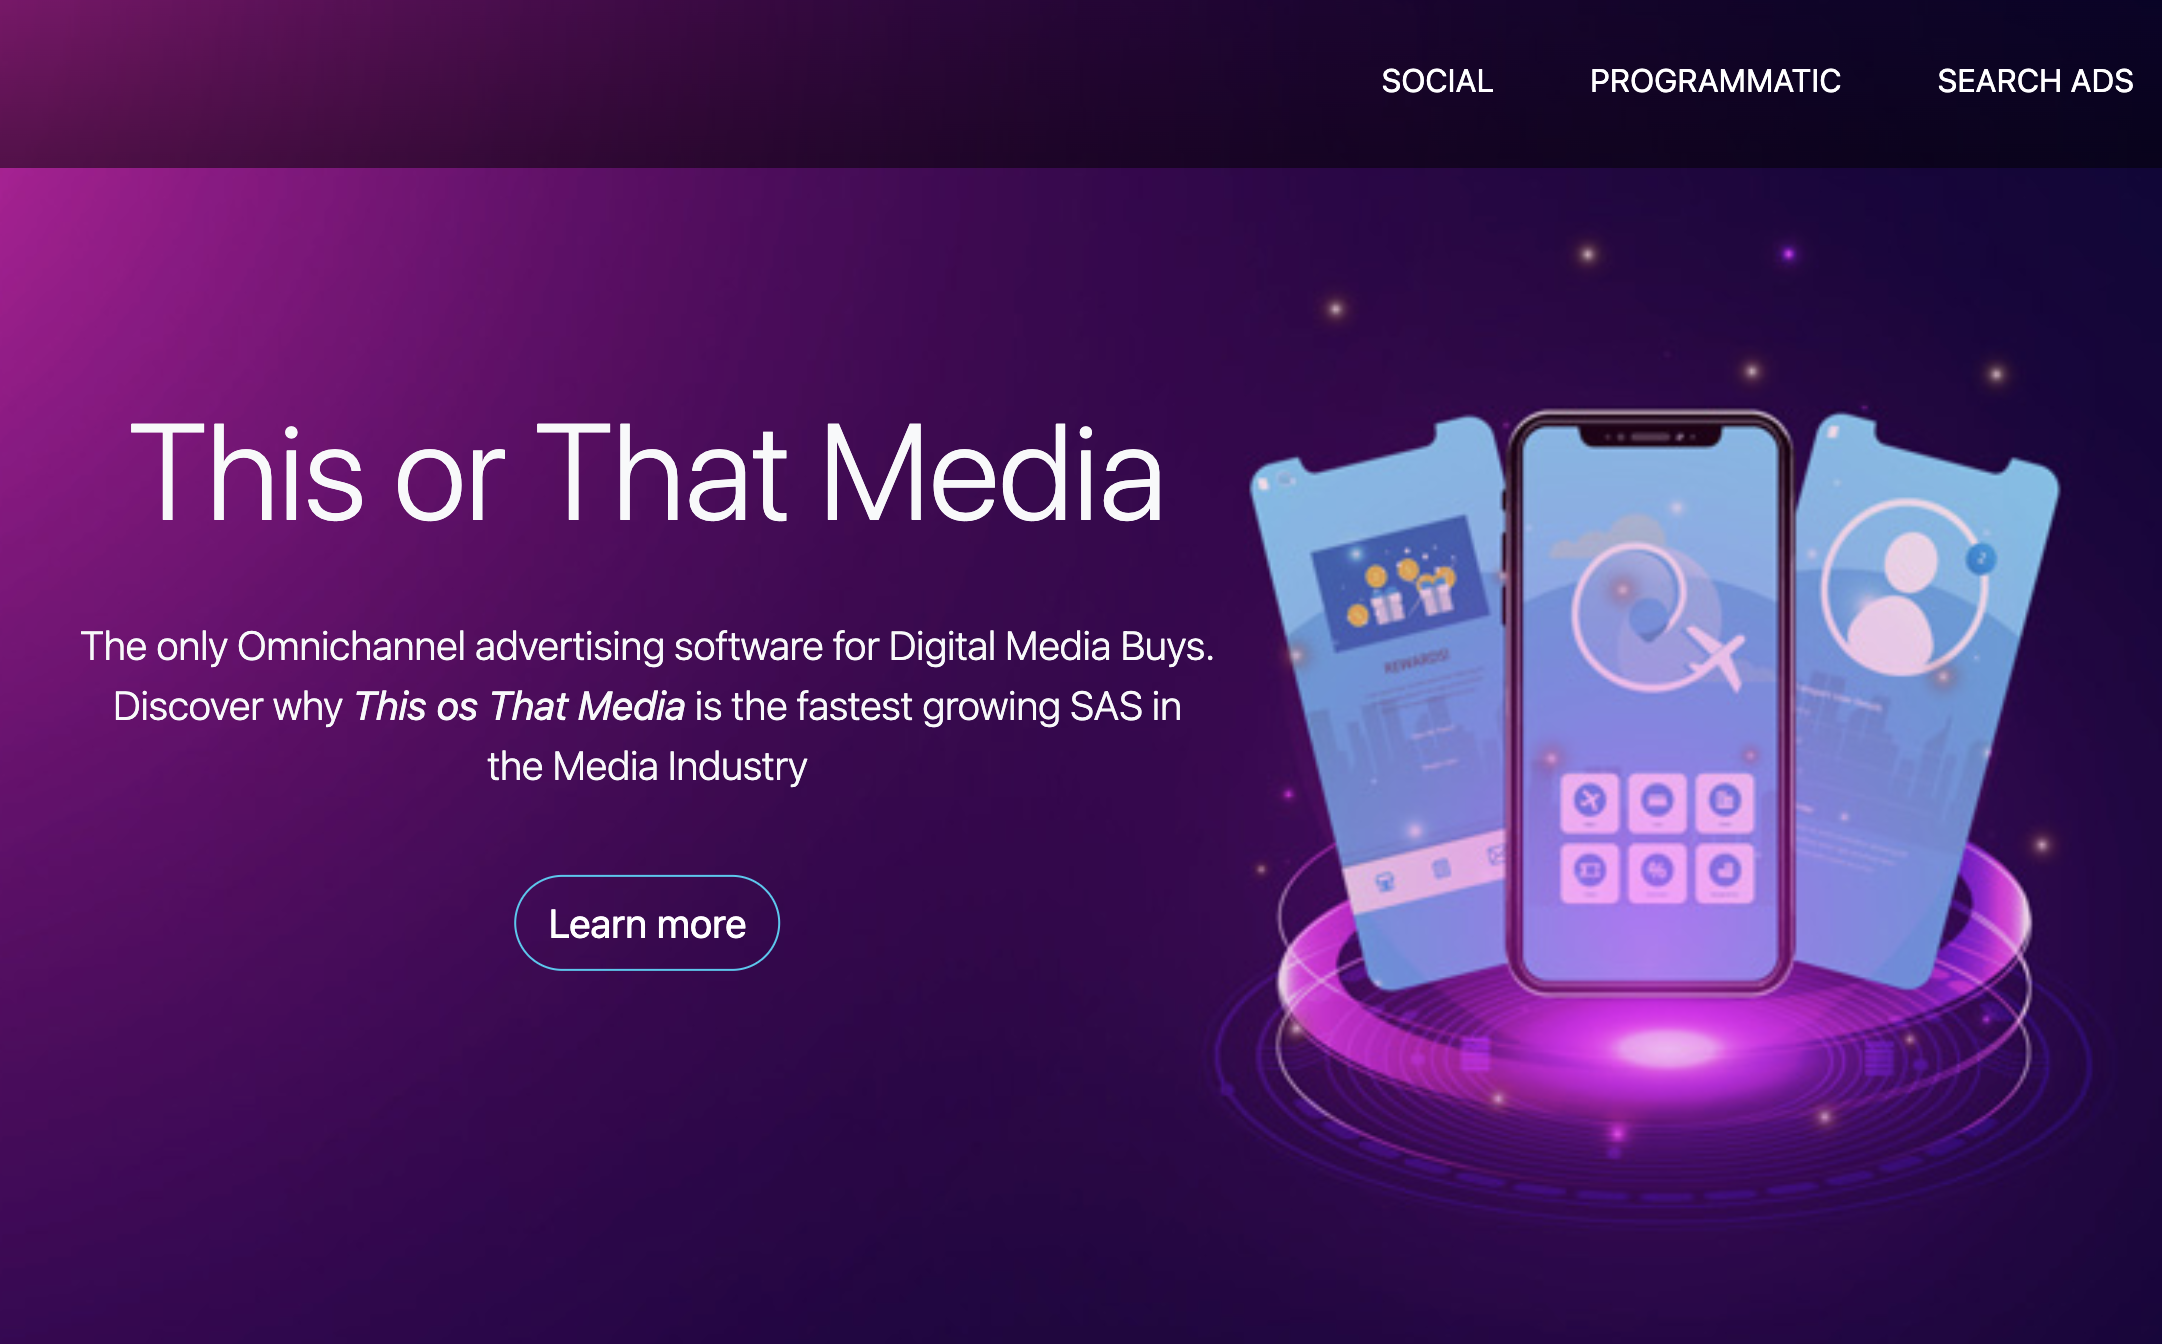 SOCIAL PROGRAMMATIC SEARCH ADS
This or That Media
The only Omnichannel advertising software for Digital Media Buys.
Discover why This os That Media is the fastest growing SAS in
the Media Industry
Learn more
REWARDS!